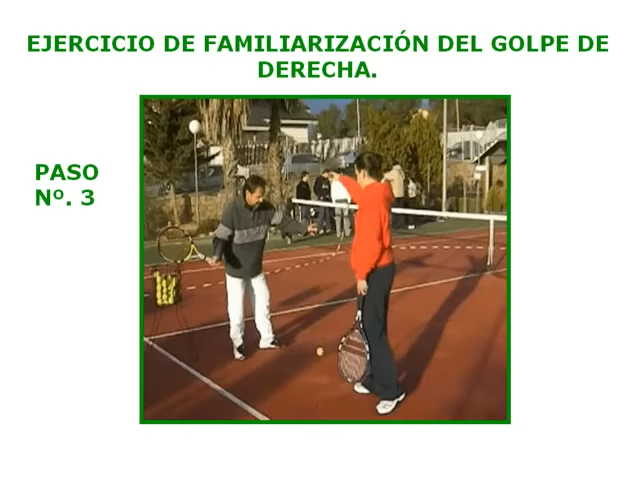 EJERCICIO DE FAMILIARIZACIÓN DEL GOLPE DE
DERECHA.
PASO
Nº. 3